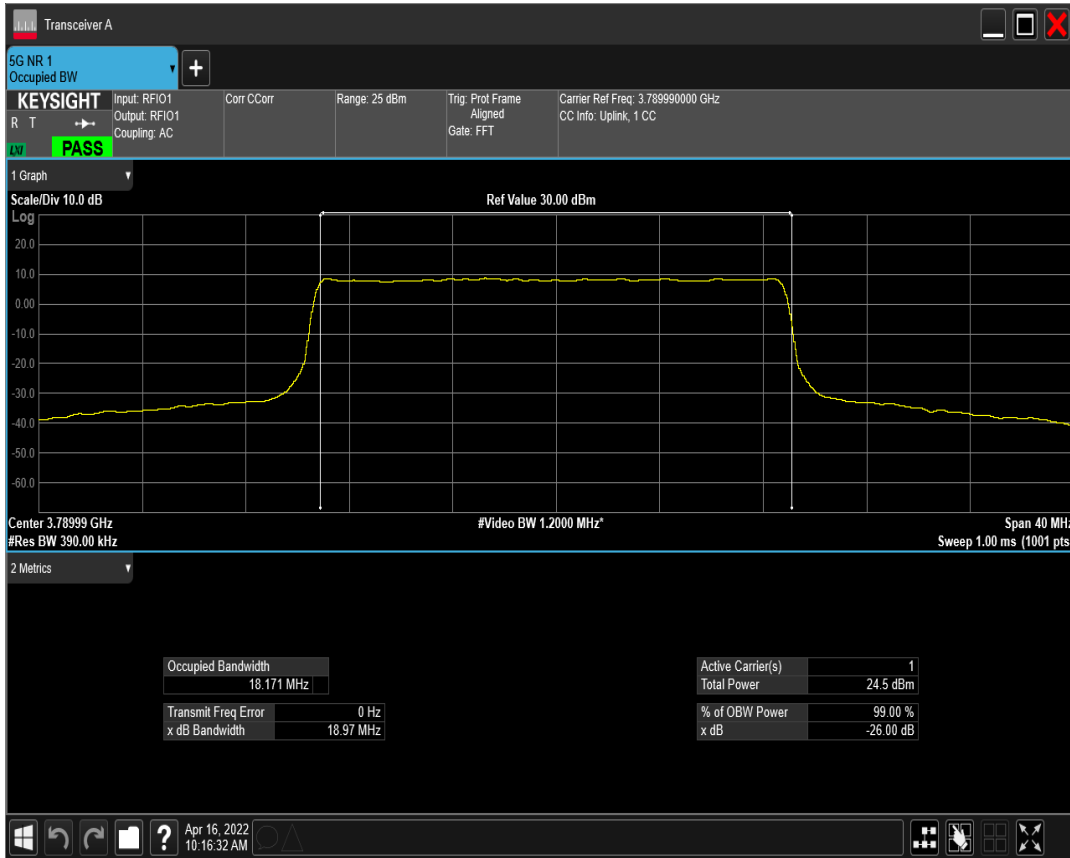 Transceiver A
5G NR 1
Occupied BW
KEYSIGHT
R T
LXI
PASS
Input: RFIO1
Output: RFIO1
Coupling: AC
Corr CCorr
Range: 25 dBm
Trig: Prot Frame
Aligned
Gate: FFT
Carrier Ref Freq: 3.789990000 GHz
CC Info: Uplink, 1 CC
1 Graph
Scale/Div 10.0 dB
Ref Value 30.00 dBm
Log
20.0
10.0
0.00
-10.0
-20.0
-30.0
-40.0
-50.0
-60.0
Center 3.78999 GHz
#Video BW 1.2000 MHz*
Span 40 MHz
#Res BW 390.00 kHz
Sweep 1.00 ms (1001 pts
2 Metrics
Occupied Bandwidth
18.171 MHz
Transmit Freq Error 0 Hz
x dB Bandwidth 18.97 MHz
Active Carrier(s) 1
Total Power 24.5 dBm
% of OBW Power 99.00 %
x dB -26.00 dB
?
Apr 16, 2022
10:16:32 AM